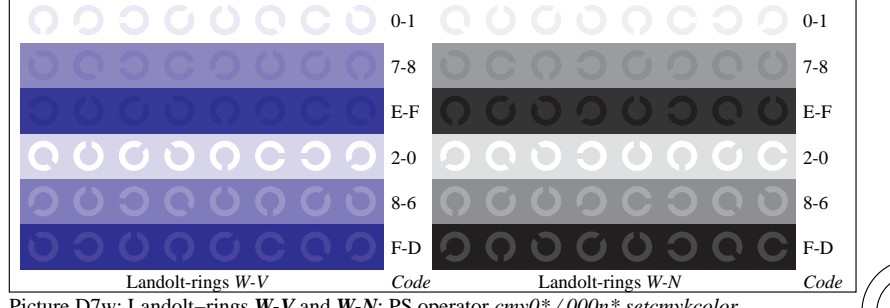 0-1 0-1
7-8 7-8
E-F E-F
2-0 2-0
8-6 8-6
F-D F-D
Landolt-rings W-V Code Landolt-rings W-N Code
Picture D7w: Landolt–rings W-V and W-N; PS operator cmy0* / 000n* setcmykcolor